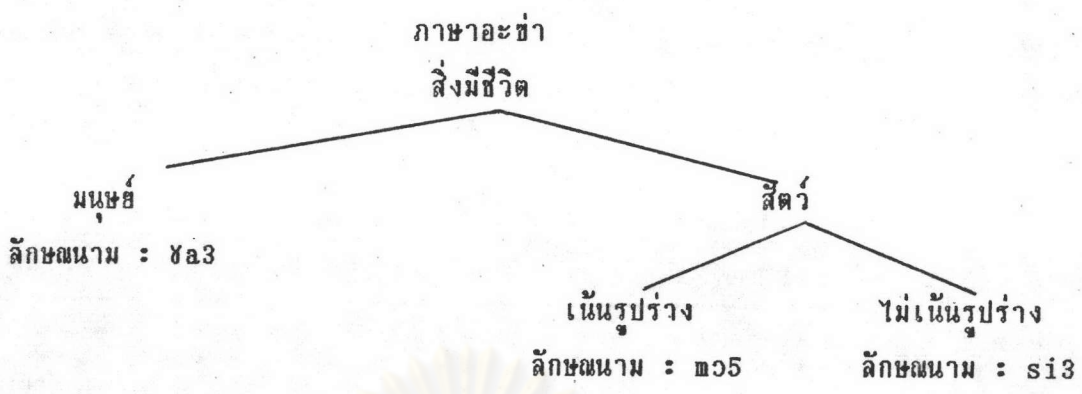 ภาษาอะข่า
สิ่งมีชีวิต
มนุษย์
ลักษณนาม : ɤa3
สัตว์
เน้นรูปร่าง
ลักษณนาม : mɔ5
ไม่เน้นรูปร่าง
ลักษณนาม : si3